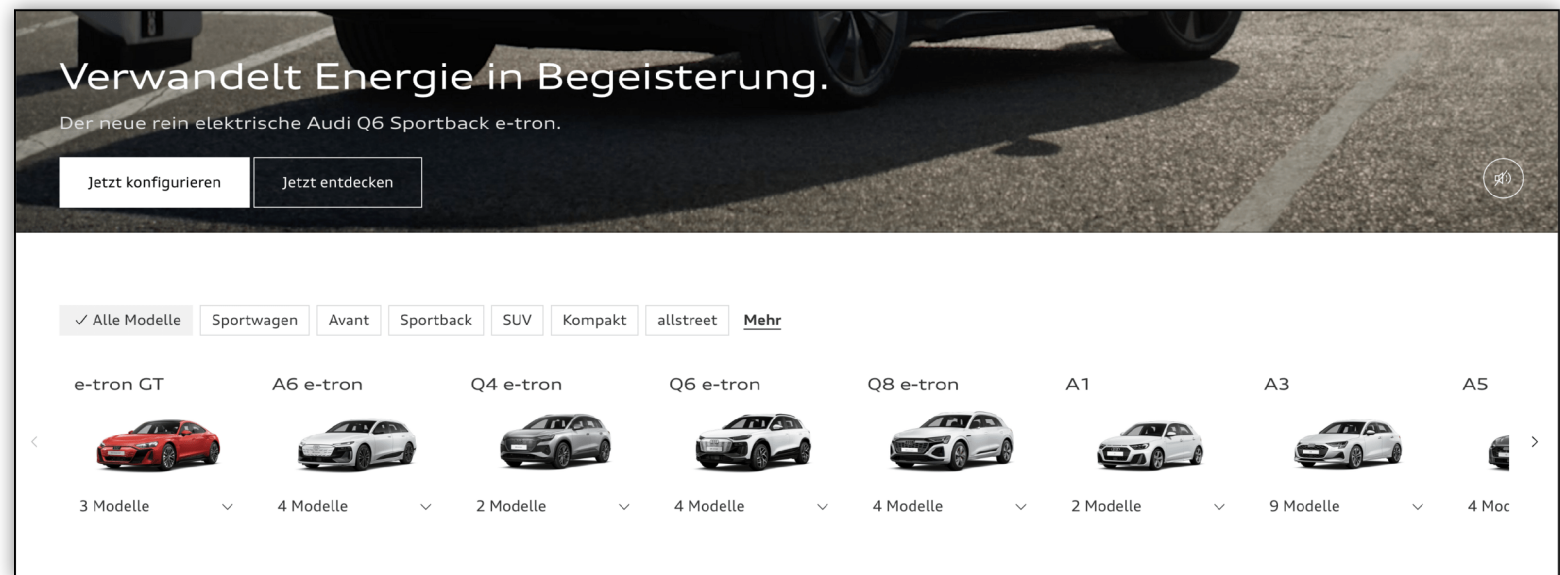 Verwandelt Energie in Begeisterung.
Der neue rein elektrische Audi Q6 Sportback e-tron.
Jetzt konfigurieren Jetzt entdecken
Alle Modelle Sportwagen Avant Sportback SUV Kompakt allstreet Mehr
e-tron GT A6 e-tron Q4 e-tron Q6 e-tron Q8 e-tron A1 A3 A5
3 Modelle 4 Modelle 2 Modelle 4 Modelle 4 Modelle 2 Modelle 9 Modelle 4